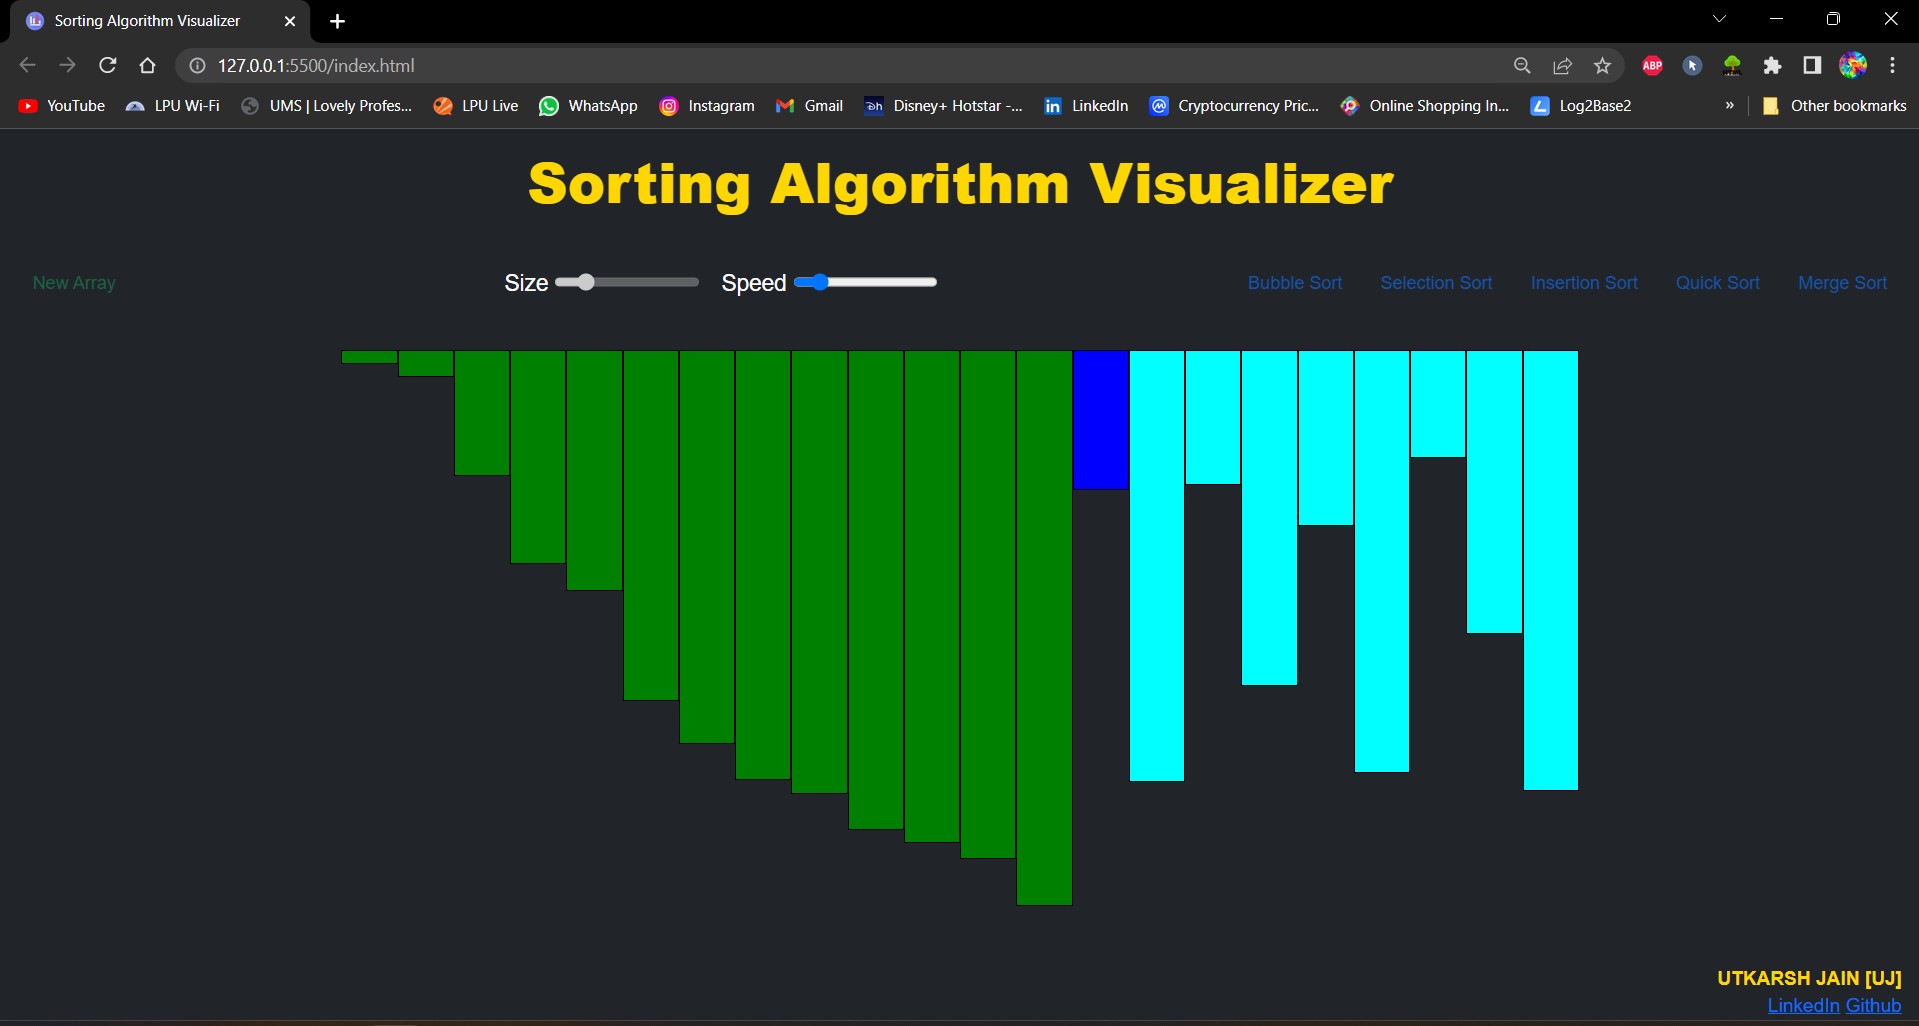 Sorting Algorithm Visualizer
127.0.0.1:5500/index.html
ABP
YouTube LPU Wi-Fi UMS | Lovely Profes... LPU Live WhatsApp Instagram Gmail Disney+ Hotstar -... LinkedIn Cryptocurrency Pric... Online Shopping In... Log2Base2 » Other bookmarks
Sorting Algorithm Visualizer
New Array Size Speed Bubble Sort Selection Sort Insertion Sort Quick Sort Merge Sort
UTKARSH JAIN [UJ]
LinkedIn Github